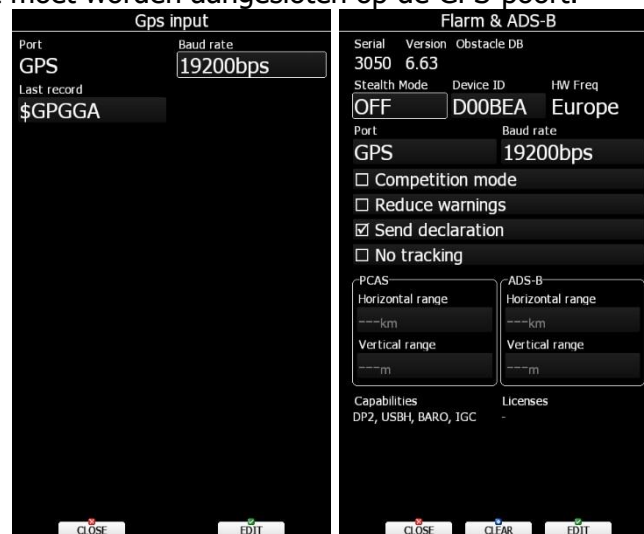 moet worden aangesloten op de GPS-poort.
Gps input
Port Baud rate
GPS 19200bps
Last record
$GPGGA
CLOSE EDIT
Flarm & ADS-B
Serial Version Obstacle DB
3050 6.63
Stealth Mode Device ID HW Freq
OFF D00BEA Europe
Port Baud rate
GPS 19200bps
Competition mode
Reduce warnings
Send declaration
No tracking
PCAS ADS-B
Horizontal range Horizontal range
---km ---km
Vertical range Vertical range
---m ---m
Capabilities Licenses
DP2, USBH, BARO, IGC -
CLOSE CLEAR EDIT